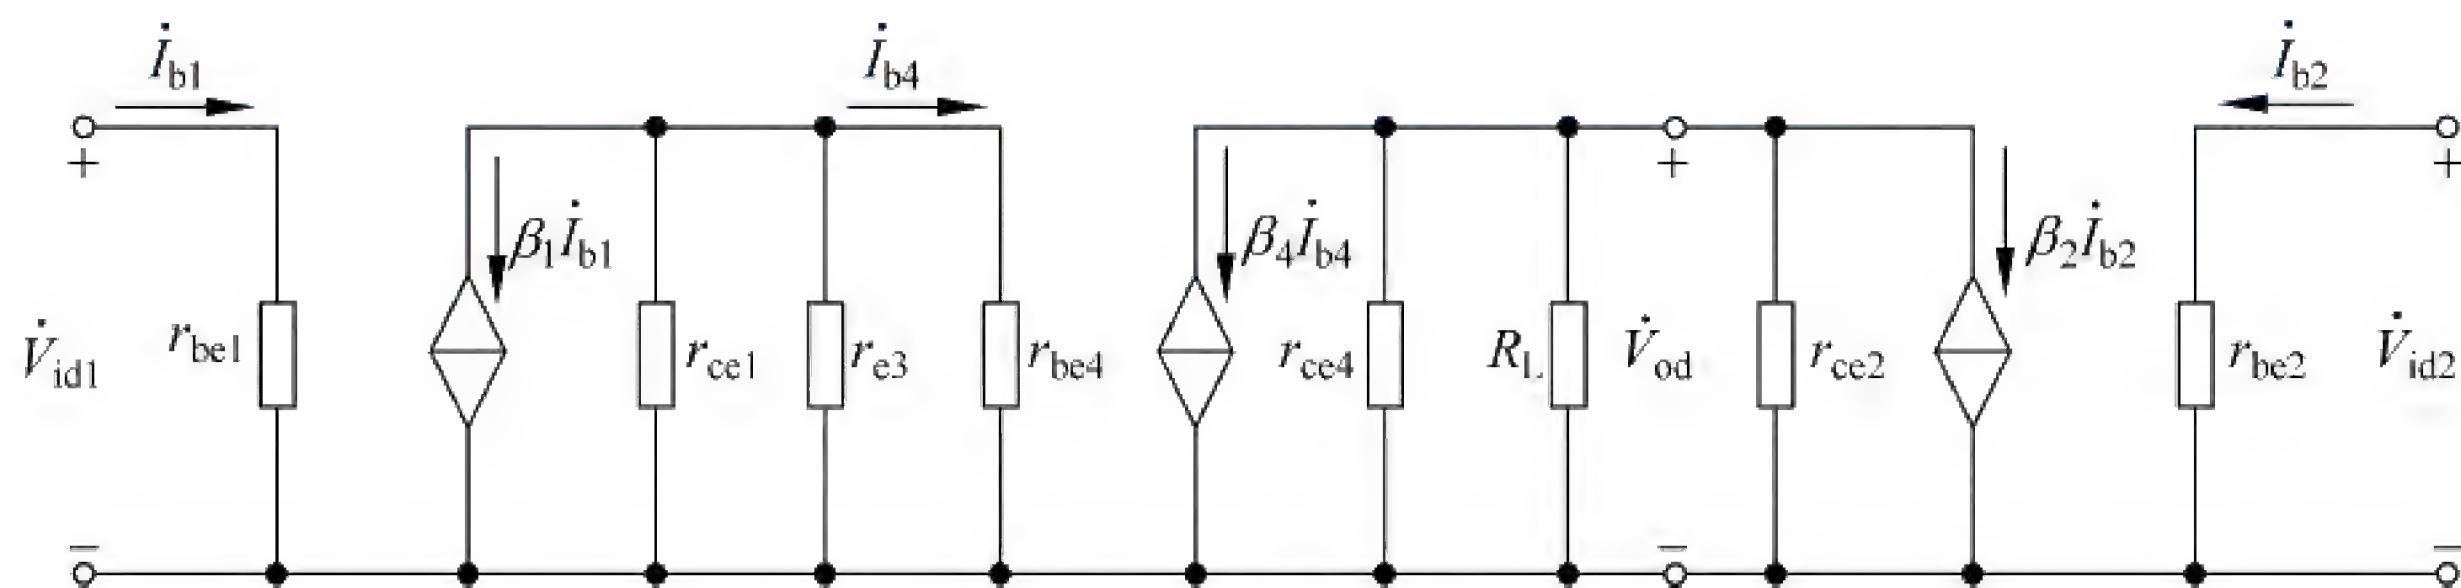 İb1
İb4
İb2
+
+
+
β1İb1
β4İb4
β2İb2
V̇id1
rbe1
rce1
re3
rbe4
rce4
RL
V̇od
rce2
rbe2
V̇id2
−
−
−